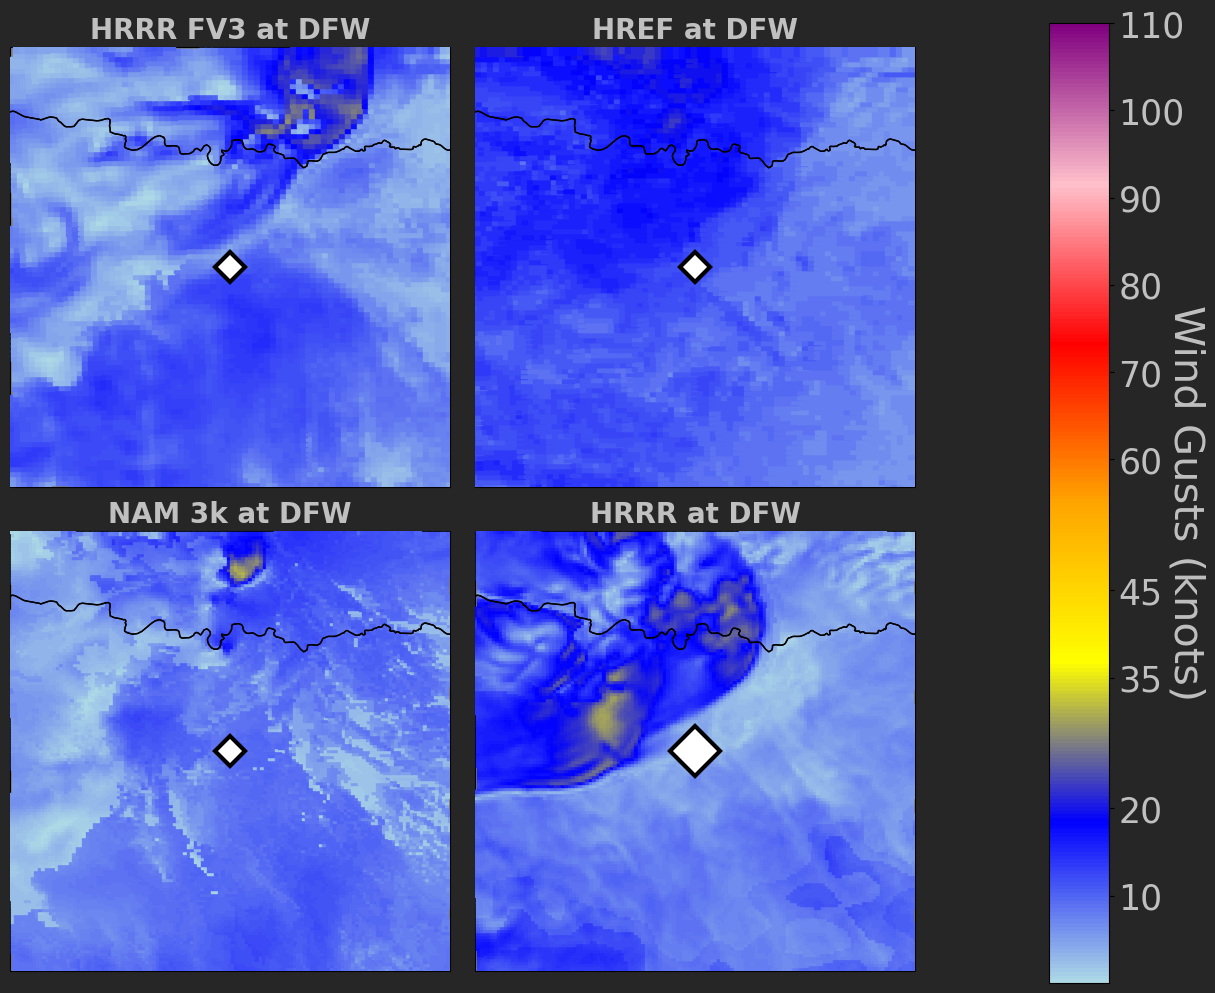 HRRR FV3 at DFW
HREF at DFW
NAM 3k at DFW
HRRR at DFW
110
100
90
80
70
60
45
35
20
10
Wind Gusts (knots)